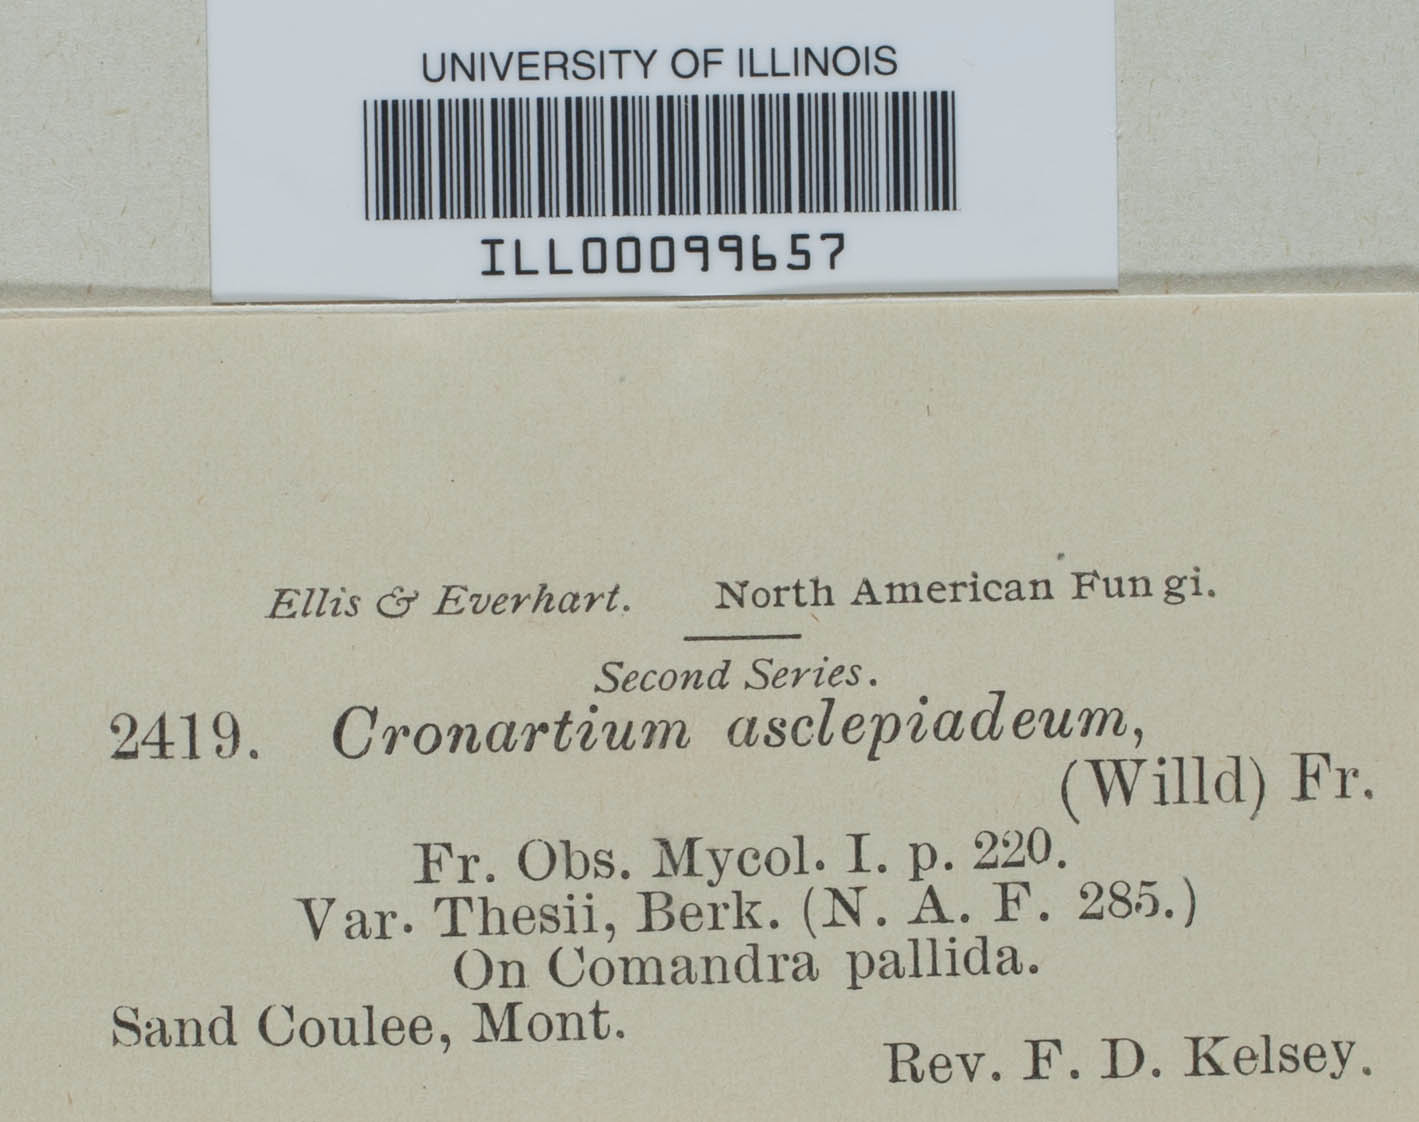 UNIVERSITY OF ILLINOIS
ILL00099657
Ellis & Everhart. North American Fungi.
Second Series.
2419. Cronartium asclepiadeum,
(Willd) Fr.
Fr. Obs. Mycol. I. p. 220.
Var. Thesii, Berk. (N. A. F. 285.)
On Comandra pallida.
Sand Coulee, Mont.
Rev. F. D. Kelsey.